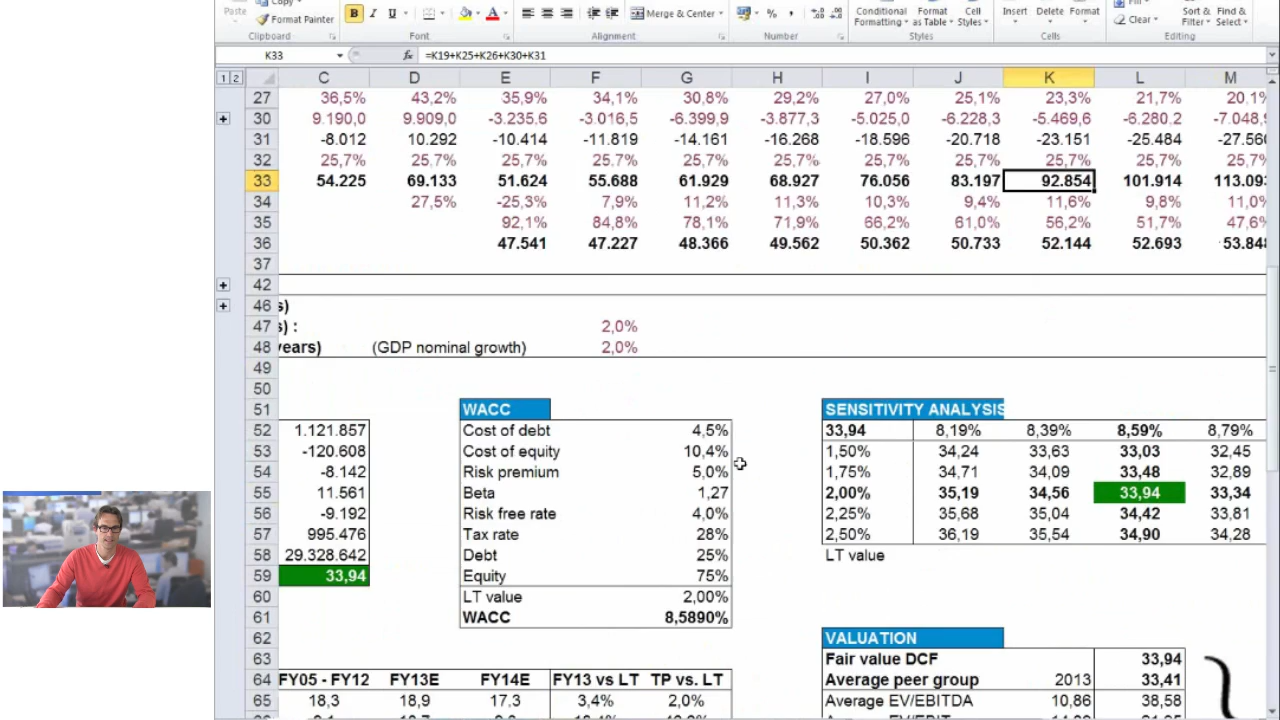 Paste Copy Format Painter B I U Merge & Center % , Conditional Formatting Format as Table Cell Styles Insert Delete Format Fill Clear Sort & Filter Find & Select
Clipboard Font Alignment Number Styles Cells Editing
K33 fx =K19+K25+K26+K30+K31
1 2 C D E F G H I J K L M
27 36,5% 43,2% 35,9% 34,1% 30,8% 29,2% 27,0% 25,1% 23,3% 21,7% 20,1%
30 9.190,0 9.909,0 -3.235,6 -3.016,5 -6.399,9 -3.877,3 -5.025,0 -6.228,3 -5.469,6 -6.280,2 -7.048,
31 -8.012 10.292 -10.414 -11.819 -14.161 -16.268 -18.596 -20.718 -23.151 -25.484 -27.56
32 25,7% 25,7% 25,7% 25,7% 25,7% 25,7% 25,7% 25,7% 25,7% 25,7% 25,7%
33 54.225 69.133 51.624 55.688 61.929 68.927 76.056 83.197 92.854 101.914 113.09
34 27,5% -25,3% 7,9% 11,2% 11,3% 10,3% 9,4% 11,6% 9,8% 11,0%
35 92,1% 84,8% 78,1% 71,9% 66,2% 61,0% 56,2% 51,7% 47,6%
36 47.541 47.227 48.366 49.562 50.362 50.733 52.144 52.693 53.84
37
42
46 s)
47 s) : 2,0%
48 years) (GDP nominal growth) 2,0%
49
50
51 WACC SENSITIVITY ANALYSIS
52 1.121.857 Cost of debt 4,5% 33,94 8,19% 8,39% 8,59% 8,79%
53 -120.608 Cost of equity 10,4% 1,50% 34,24 33,63 33,03 32,45
54 -8.142 Risk premium 5,0% 1,75% 34,71 34,09 33,48 32,89
55 11.561 Beta 1,27 2,00% 35,19 34,56 33,94 33,34
56 -9.192 Risk free rate 4,0% 2,25% 35,68 35,04 34,42 33,81
57 995.476 Tax rate 28% 2,50% 36,19 35,54 34,90 34,28
58 29.328.642 Debt 25% LT value
59 33,94 Equity 75%
60 LT value 2,00%
61 WACC 8,5890%
62 VALUATION
63 Fair value DCF 33,94
64 FY05 - FY12 FY13E FY14E FY13 vs LT TP vs. LT Average peer group 2013 33,41
65 18,3 18,9 17,3 3,4% 2,0% Average EV/EBITDA 10,86 38,58